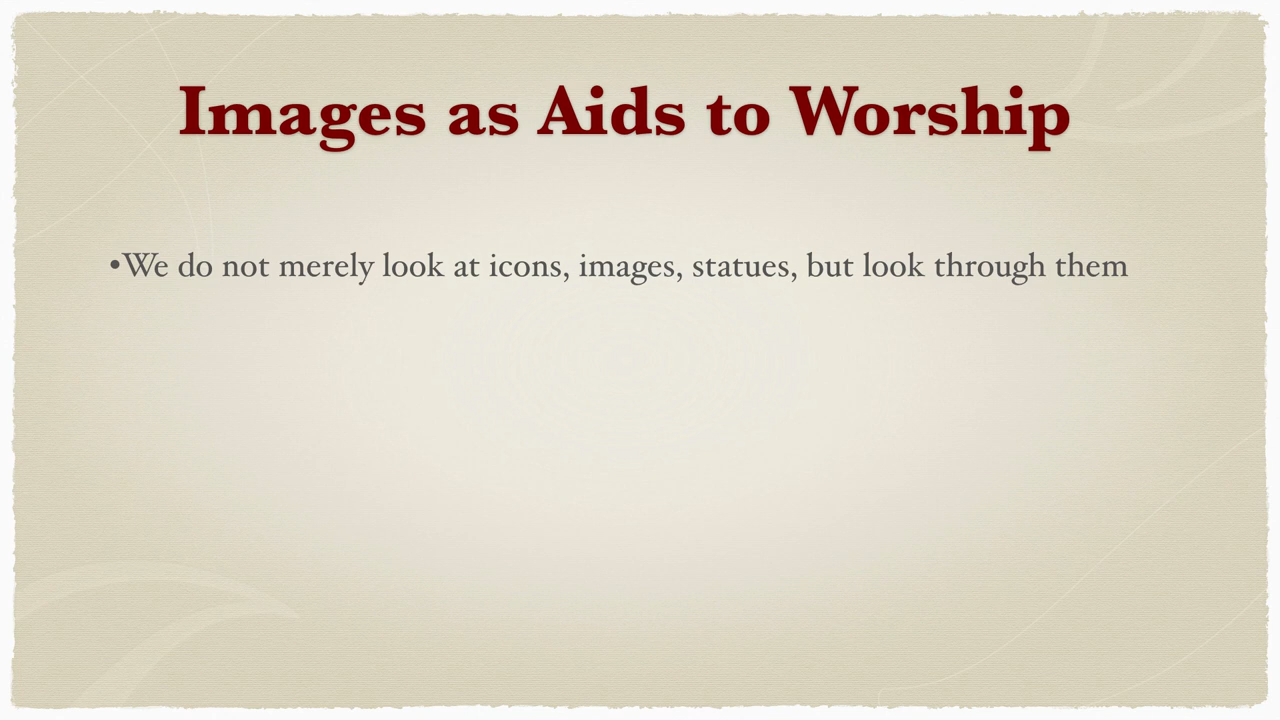 Images as Aids to Worship
•We do not merely look at icons, images, statues, but look through them